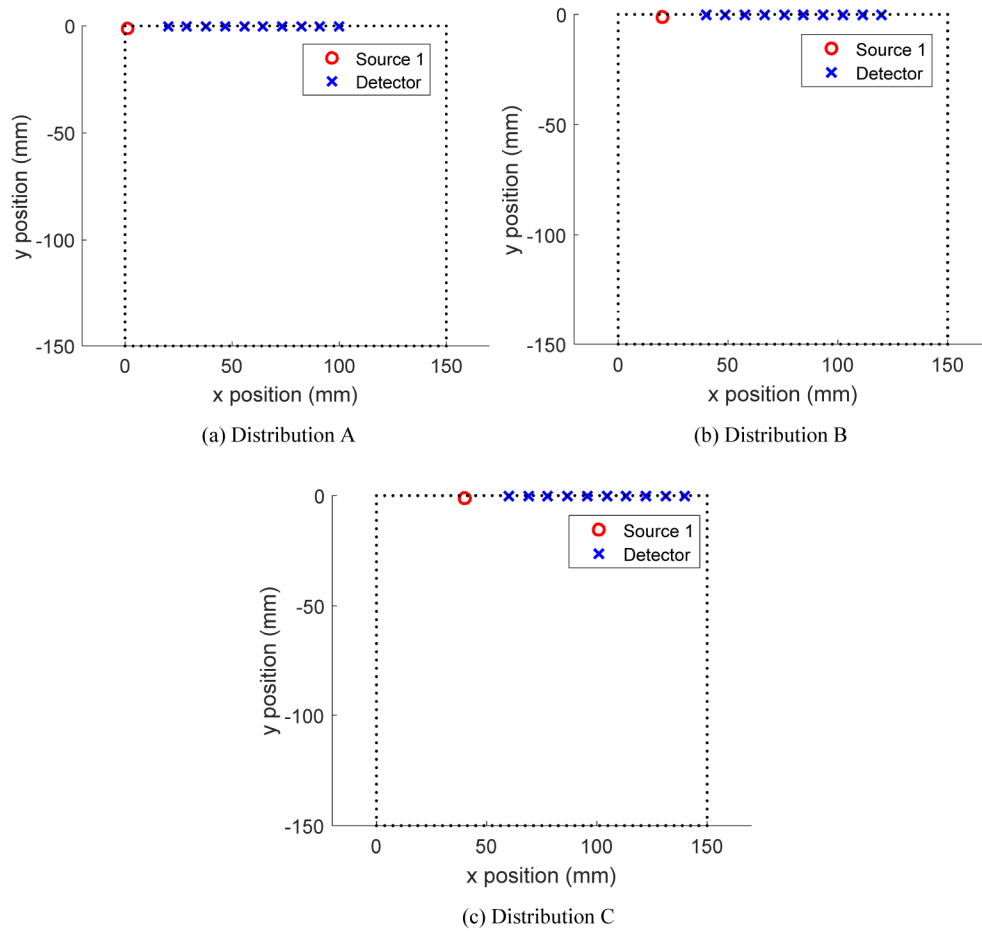 0
-50
-100
-150
y position (mm)
0
50
100
150
x position (mm)
Source 1
Detector
(a) Distribution A
0
-50
-100
-150
y position (mm)
0
50
100
150
x position (mm)
Source 1
Detector
(b) Distribution B
0
-50
-100
-150
y position (mm)
0
50
100
150
x position (mm)
Source 1
Detector
(c) Distribution C